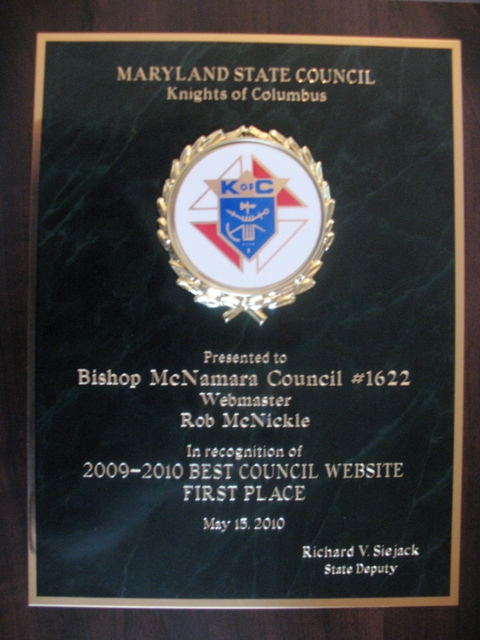 MARYLAND STATE COUNCIL
Knights of Columbus
K OF C
Presented to
Bishop McNamara Council #1622
Webmaster
Rob McNickle
In recognition of
2009-2010 BEST COUNCIL WEBSITE
FIRST PLACE
May 15, 2010
Richard V. Siejack
State Deputy